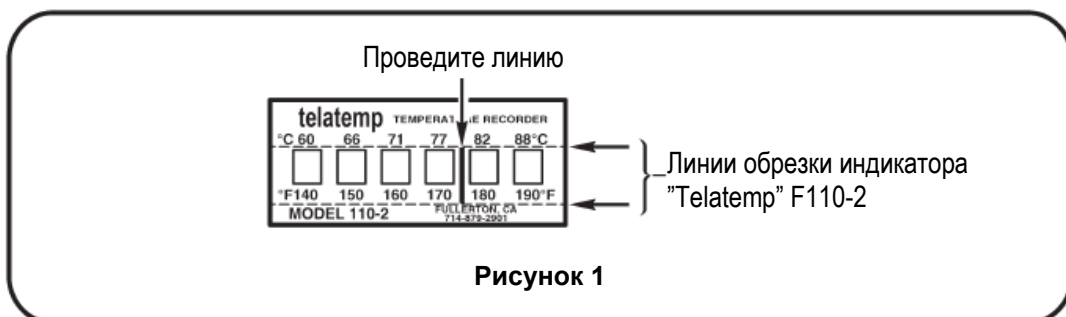 Проведите линию
telatemp TEMPERAT E RECORDER
°C 60 66 71 77 82 88°C
°F140 150 160 170 180 190°F
MODEL 110-2 FULLERTON, CA
714-879-2901
Линии обрезки индикатора
”Telatemp” F110-2
Рисунок 1